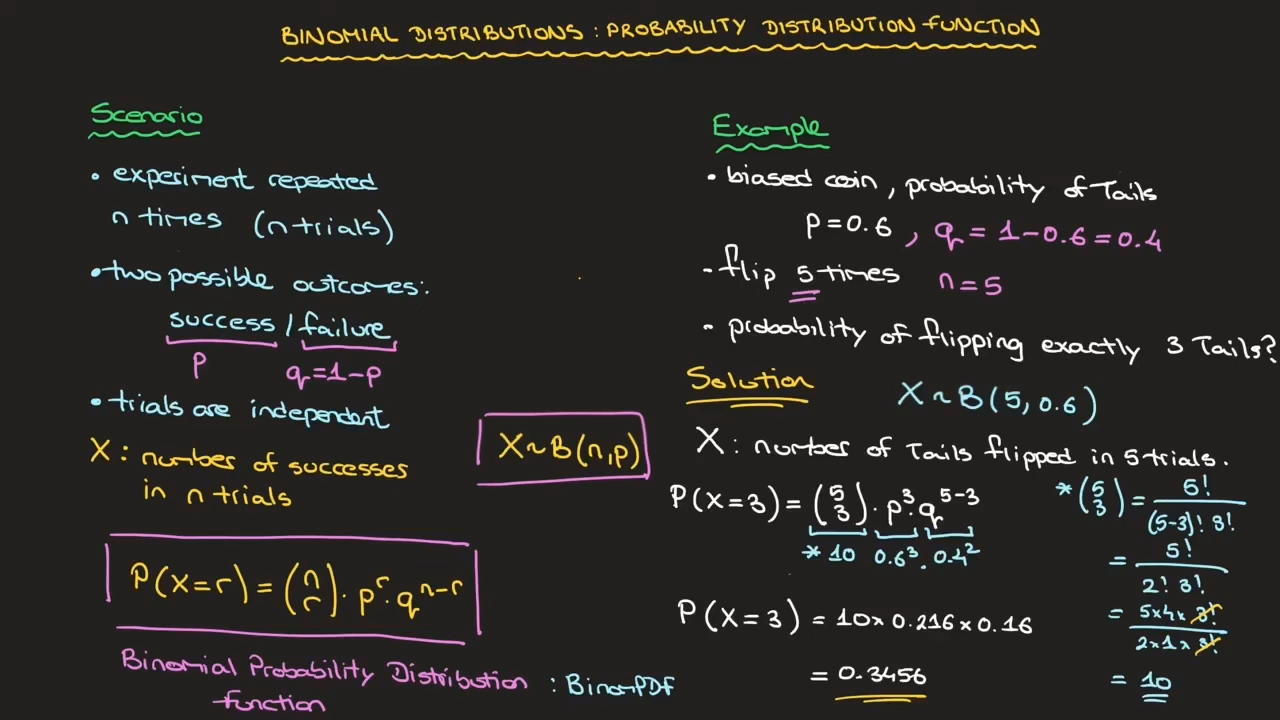 BINOMIAL DISTRIBUTIONS : PROBABILITY DISTRIBUTION FUNCTION
Scenario
• experiment repeated
n times (n trials)
• two possible outcomes:
success / failure
p q = 1 - p
• trials are independent
X : number of successes
in n trials
X ~ B(n,p)
P(X = r) = (n r) · p^r · q^(n-r)
Binomial Probability Distribution : BinomPDf
function
Example
• biased coin, probability of Tails
p = 0.6 , q = 1 - 0.6 = 0.4
• flip 5 times n = 5
• probability of flipping exactly 3 Tails?
Solution X ~ B(5, 0.6)
X : number of Tails flipped in 5 trials.
P(X = 3) = (5 3) · p^3 · q^(5-3)
* 10 0.6^3 . 0.4^2
P(X = 3) = 10 × 0.216 × 0.16
= 0.3456
* (5 3) = 5! / (5-3)! 3!
= 5! / 2! 3!
= 5×4×3! / 2×1×3!
= 10